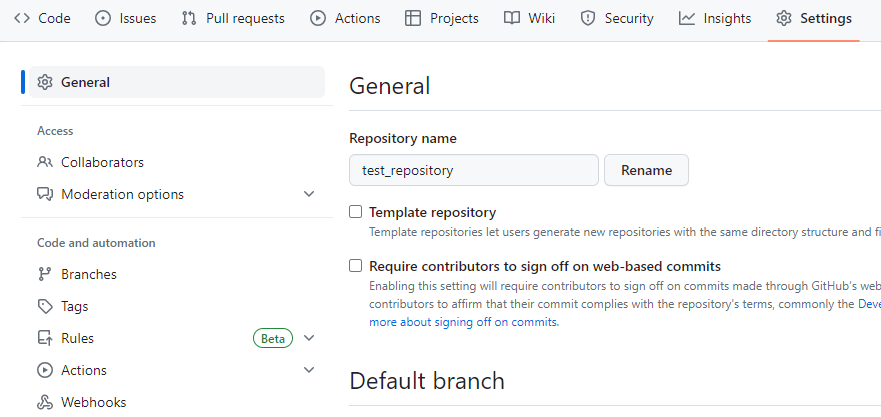 Code Issues Pull requests Actions Projects Wiki Security Insights Settings
General
Access
Collaborators
Moderation options
Code and automation
Branches
Tags
Rules Beta
Actions
Webhooks
General
Repository name
test_repository Rename
Template repository
Template repositories let users generate new repositories with the same directory structure and
Require contributors to sign off on web-based commits
Enabling this setting will require contributors to sign off on commits made through GitHub's web
contributors to affirm that their commit complies with the repository's terms, commonly the
more about signing off on commits.
Default branch